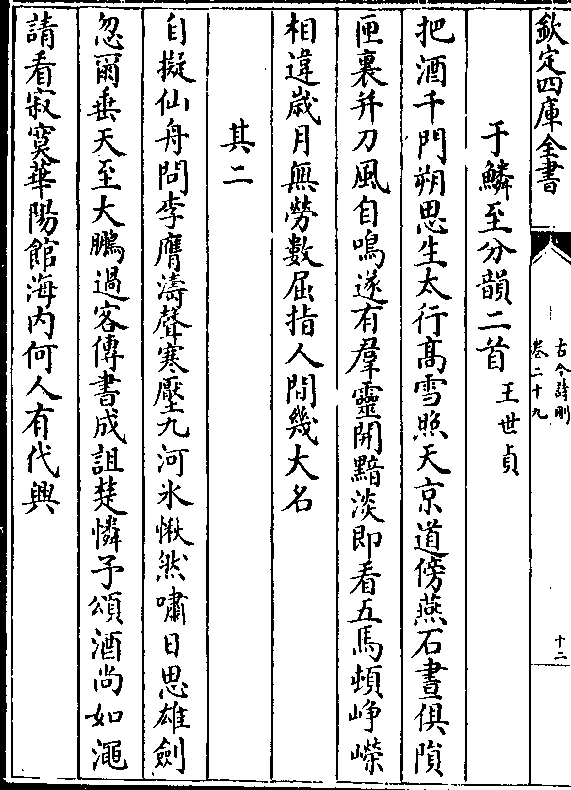 欽定四庫全書
古今詩刪
卷二十九
十二
于鱗至分韻二首
王世貞
把酒千門朔思生太行高雪照天京道傍燕石晝俱隕
匣裏并刀風自鳴遂有羣靈開黯淡即看五馬頓崢嶸
相違歲月無勞數屈指人間幾大名
其二
自擬仙舟問李膺濤聲寒壓九河氷愀然嘯日思雄劍
忽爾垂天至大鵬過客傳書成詛楚憐予頌酒尚如澠
請看寂寞華陽館海内何人有代興